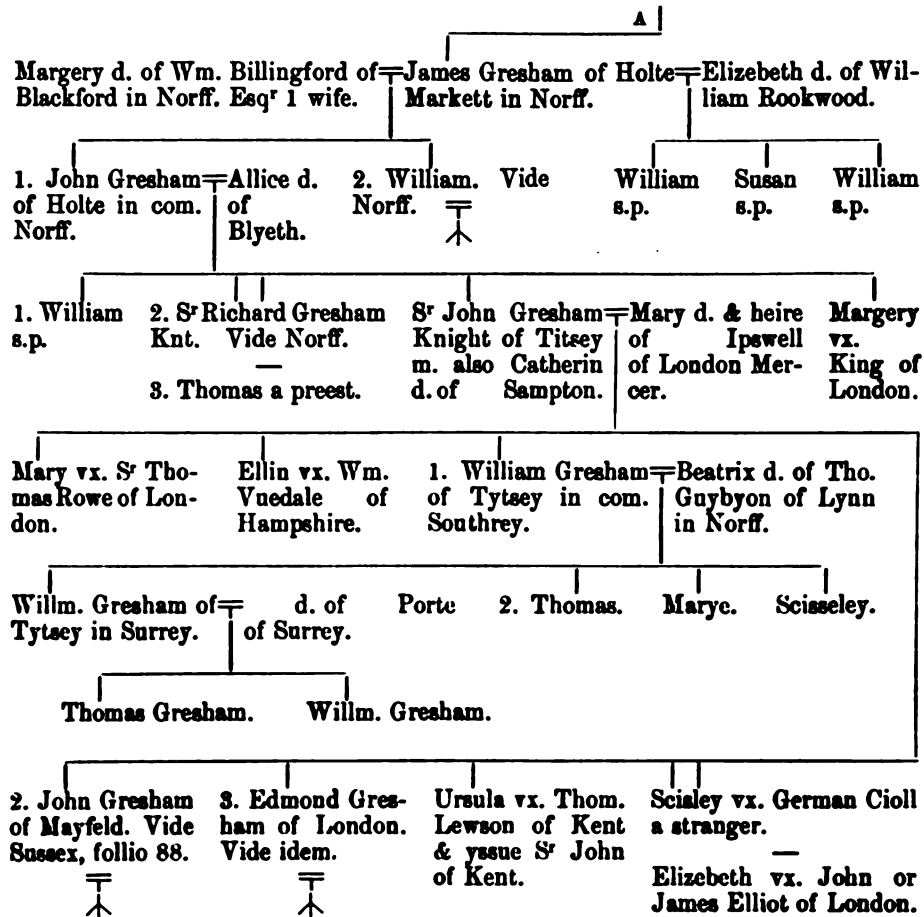 A
Margery d. of Wm. Billingford of James Gresham of Holte Elizebeth d. of Wil-
Blackford in Norff. Esqr 1 wife. Markett in Norff. liam Rookwood.
1. John Gresham Allice d. 2. William. Vide William Susan William
of Holte in com. of Norff. s.p. s.p. s.p.
Norff. Blyeth.
1. William 2. Sr Richard Gresham Sr John Gresham Mary d. & heire Margery
s.p. Knt. Vide Norff. Knight of Titsey of Ipswell vx.
— m. also Catherin of London Mer- King of
3. Thomas a preest. d. of Sampton. cer. London.
Mary vx. Sr Tho- Ellin vx. Wm. 1. William Gresham Beatrix d. of Tho.
mas Rowe of Lon- Vuedale of of Tytsey in com. Guybyon of Lynn
don. Hampshire. Southrey. in Norff.
Willm. Gresham of d. of Porte 2. Thomas. Marye. Scisseley.
Tytsey in Surrey. of Surrey.
Thomas Gresham. Willm. Gresham.
2. John Gresham 3. Edmond Gres- Ursula vx. Thom. Scisley vx. German Cioll
of Mayfeld. Vide ham of London. Lewson of Kent a stranger.
Sussex, follio 88. Vide idem. & yssue Sr John —
of Kent. Elizebeth vx. John or
James Elliot of London.